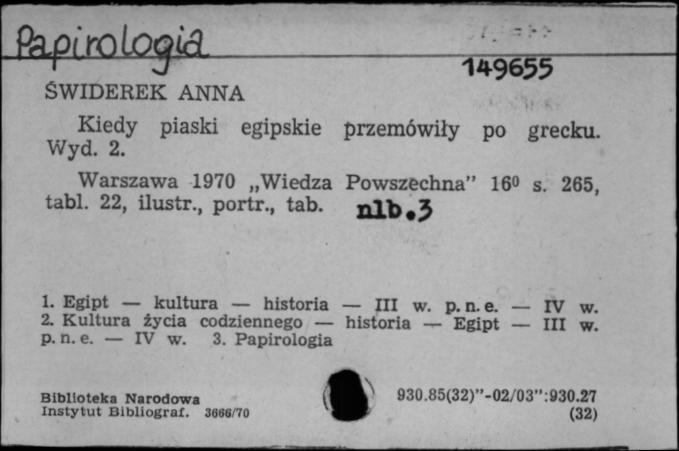 Papirologia
149655
ŚWIDEREK ANNA
Kiedy piaski egipskie przemówiły po grecku.
Wyd. 2.
Warszawa 1970 „Wiedza Powszechna” 16⁰ s. 265,
tabl. 22, ilustr., portr., tab. nlb.3
1. Egipt — kultura — historia — III w. p. n. e. — IV w.
2. Kultura życia codziennego — historia — Egipt — III w.
p. n. e. — IV w. 3. Papirologia
Biblioteka Narodowa
Instytut Bibliograf. 3666/70
930.85(32)”-02/03”:930.27
(32)